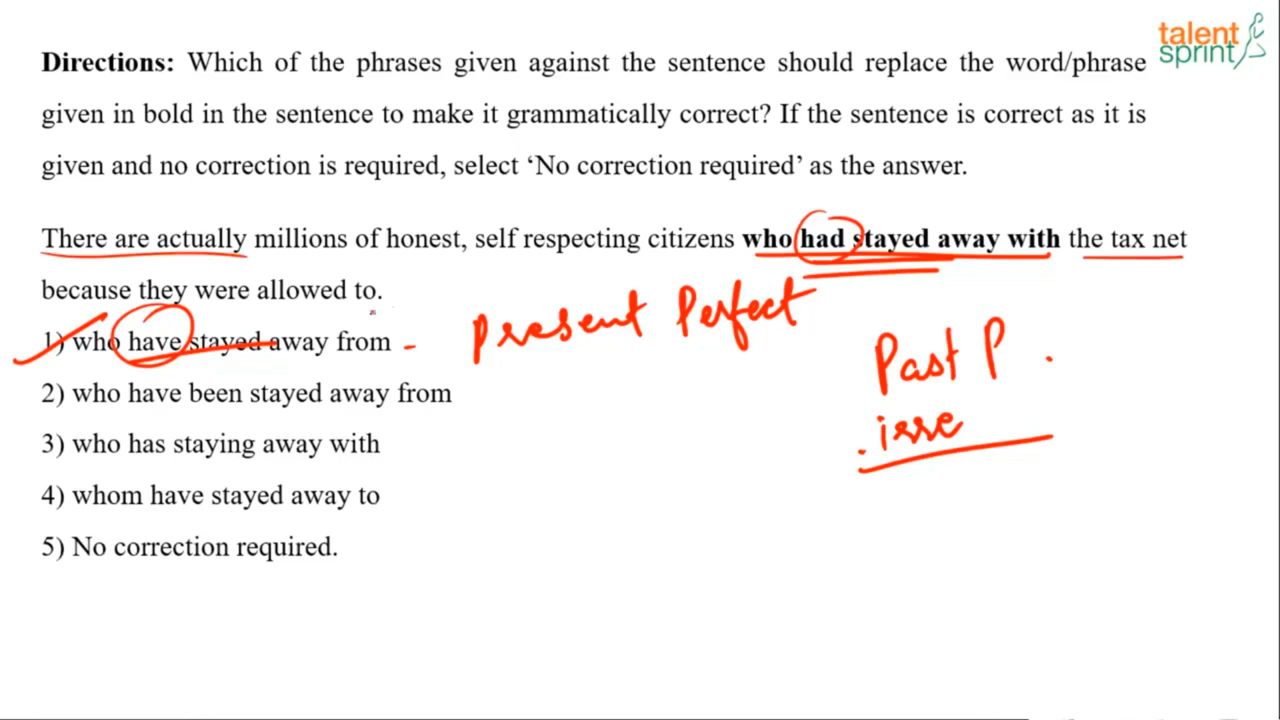 talent
sprint
Directions: Which of the phrases given against the sentence should replace the word/phrase
given in bold in the sentence to make it grammatically correct? If the sentence is correct as it is
given and no correction is required, select ‘No correction required’ as the answer.
There are actually millions of honest, self respecting citizens who had stayed away with the tax net
because they were allowed to.
1) who have stayed away from
Present Perfect
Past P
irre
2) who have been stayed away from
3) who has staying away with
4) whom have stayed away to
5) No correction required.